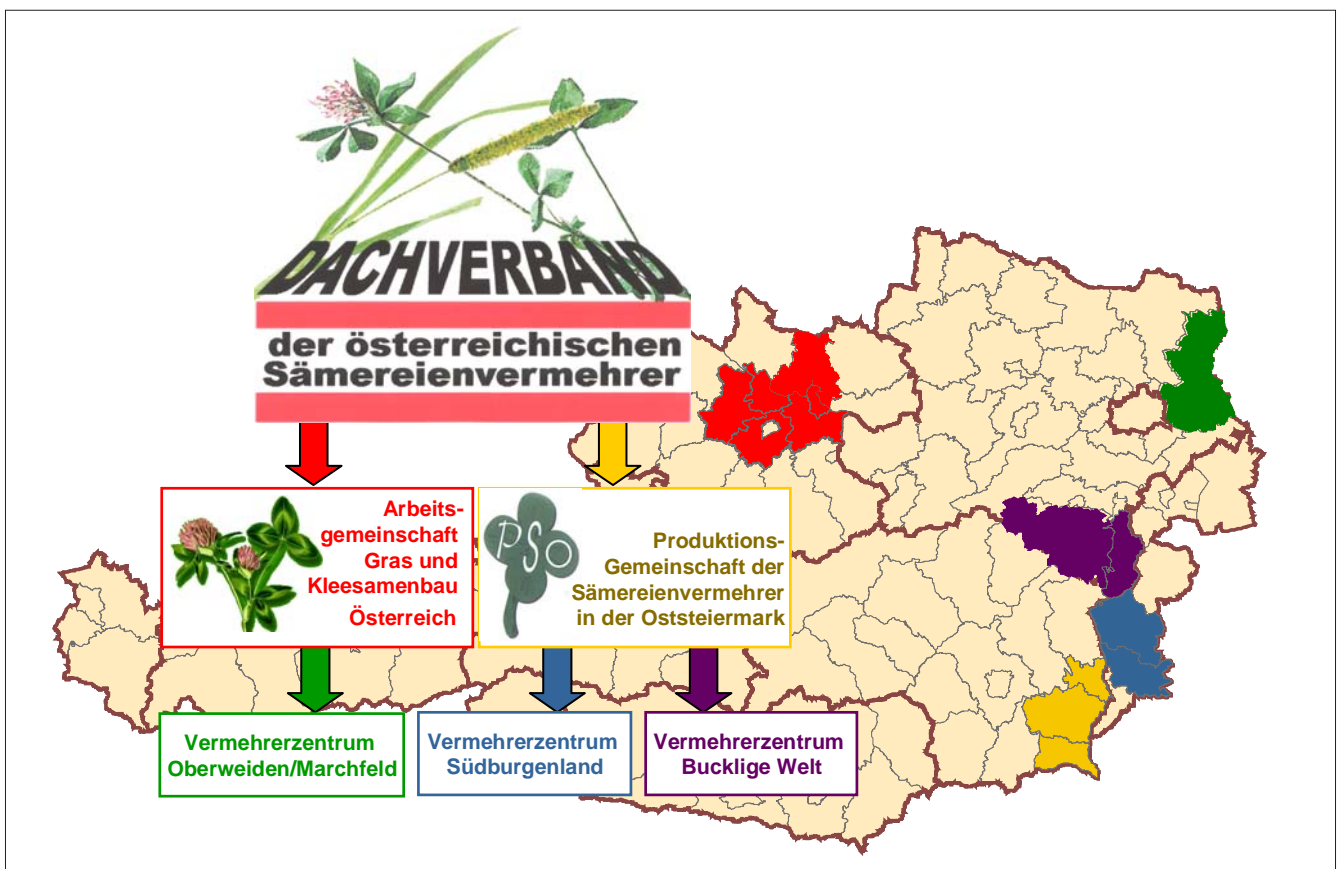 DACHVERBAND
der österreichischen
Sämereienvermehrer
Arbeits-
gemeinschaft
Gras und
Kleesamenbau
Österreich
PSO
Produktions-
Gemeinschaft der
Sämereienvermehrer
in der Oststeiermark
Vermehrerzentrum
Oberweiden/Marchfeld
Vermehrerzentrum
Südburgenland
Vermehrerzentrum
Bucklige Welt